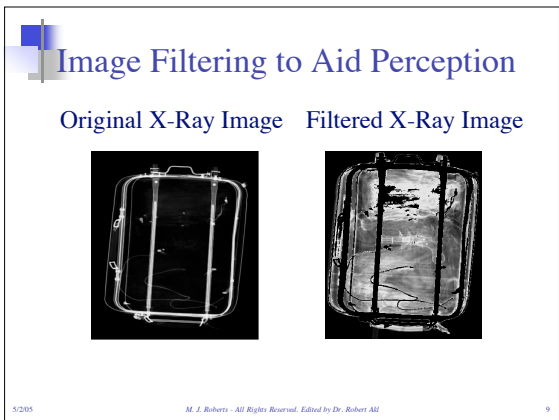 Image Filtering to Aid Perception
Original X-Ray Image Filtered X-Ray Image
5/2/05 M. J. Roberts - All Rights Reserved. Edited by Dr. Robert Akl 9